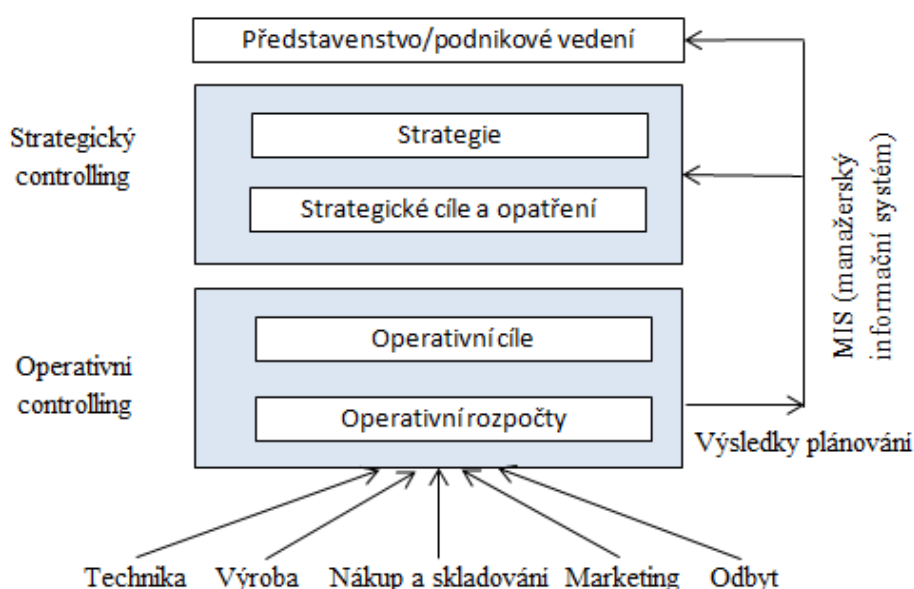 Představenstvo/podnikové vedení
Strategický
controlling
Strategie
Strategické cíle a opatření
MIS (manažerský
informační systém)
Operativní
controlling
Operativní cíle
Operativní rozpočty
Výsledky plánování
Technika Výroba Nákup a skladování Marketing Odbyt